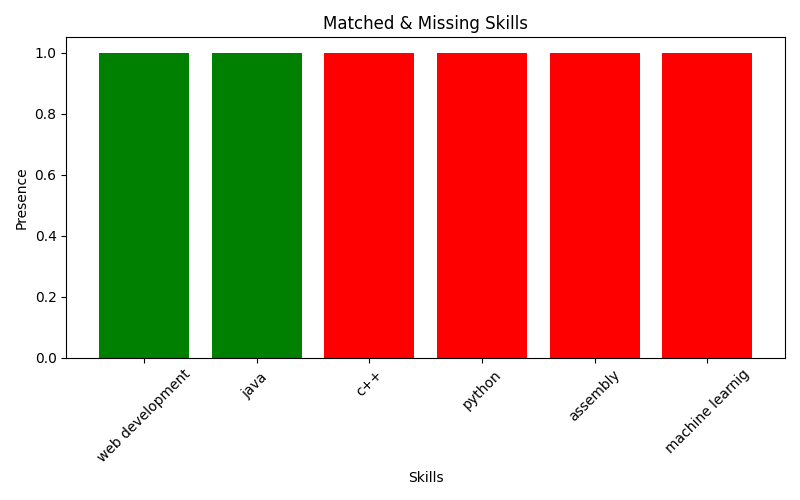 Matched & Missing Skills
1.0
0.8
0.6
0.4
0.2
0.0
Presence
web development
java
c++
python
assembly
machine learnig
Skills